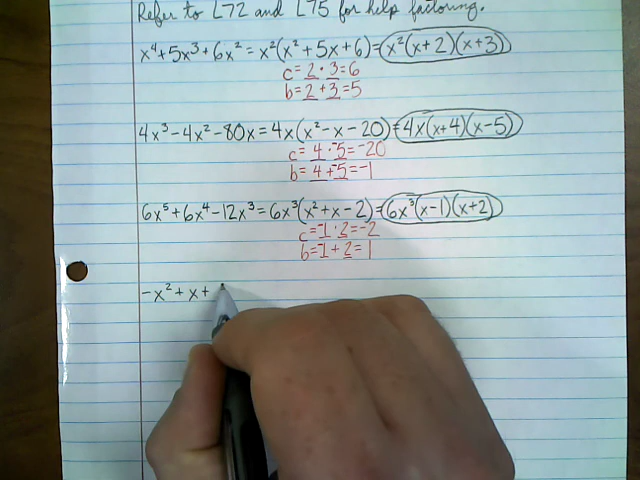 Refer to L72 and L75 for help factoring.
x⁴+5x³+6x² = x²(x²+5x+6) = x²(x+2)(x+3)
c = 2 · 3 = 6
b = 2 + 3 = 5
4x³-4x²-80x = 4x(x²-x-20) = 4x(x+4)(x-5)
c = 4 · -5 = -20
b = 4 + -5 = -1
6x⁵+6x⁴-12x³ = 6x³(x²+x-2) = 6x³(x-1)(x+2)
c = -1 · 2 = -2
b = -1 + 2 = 1
-x²+x+